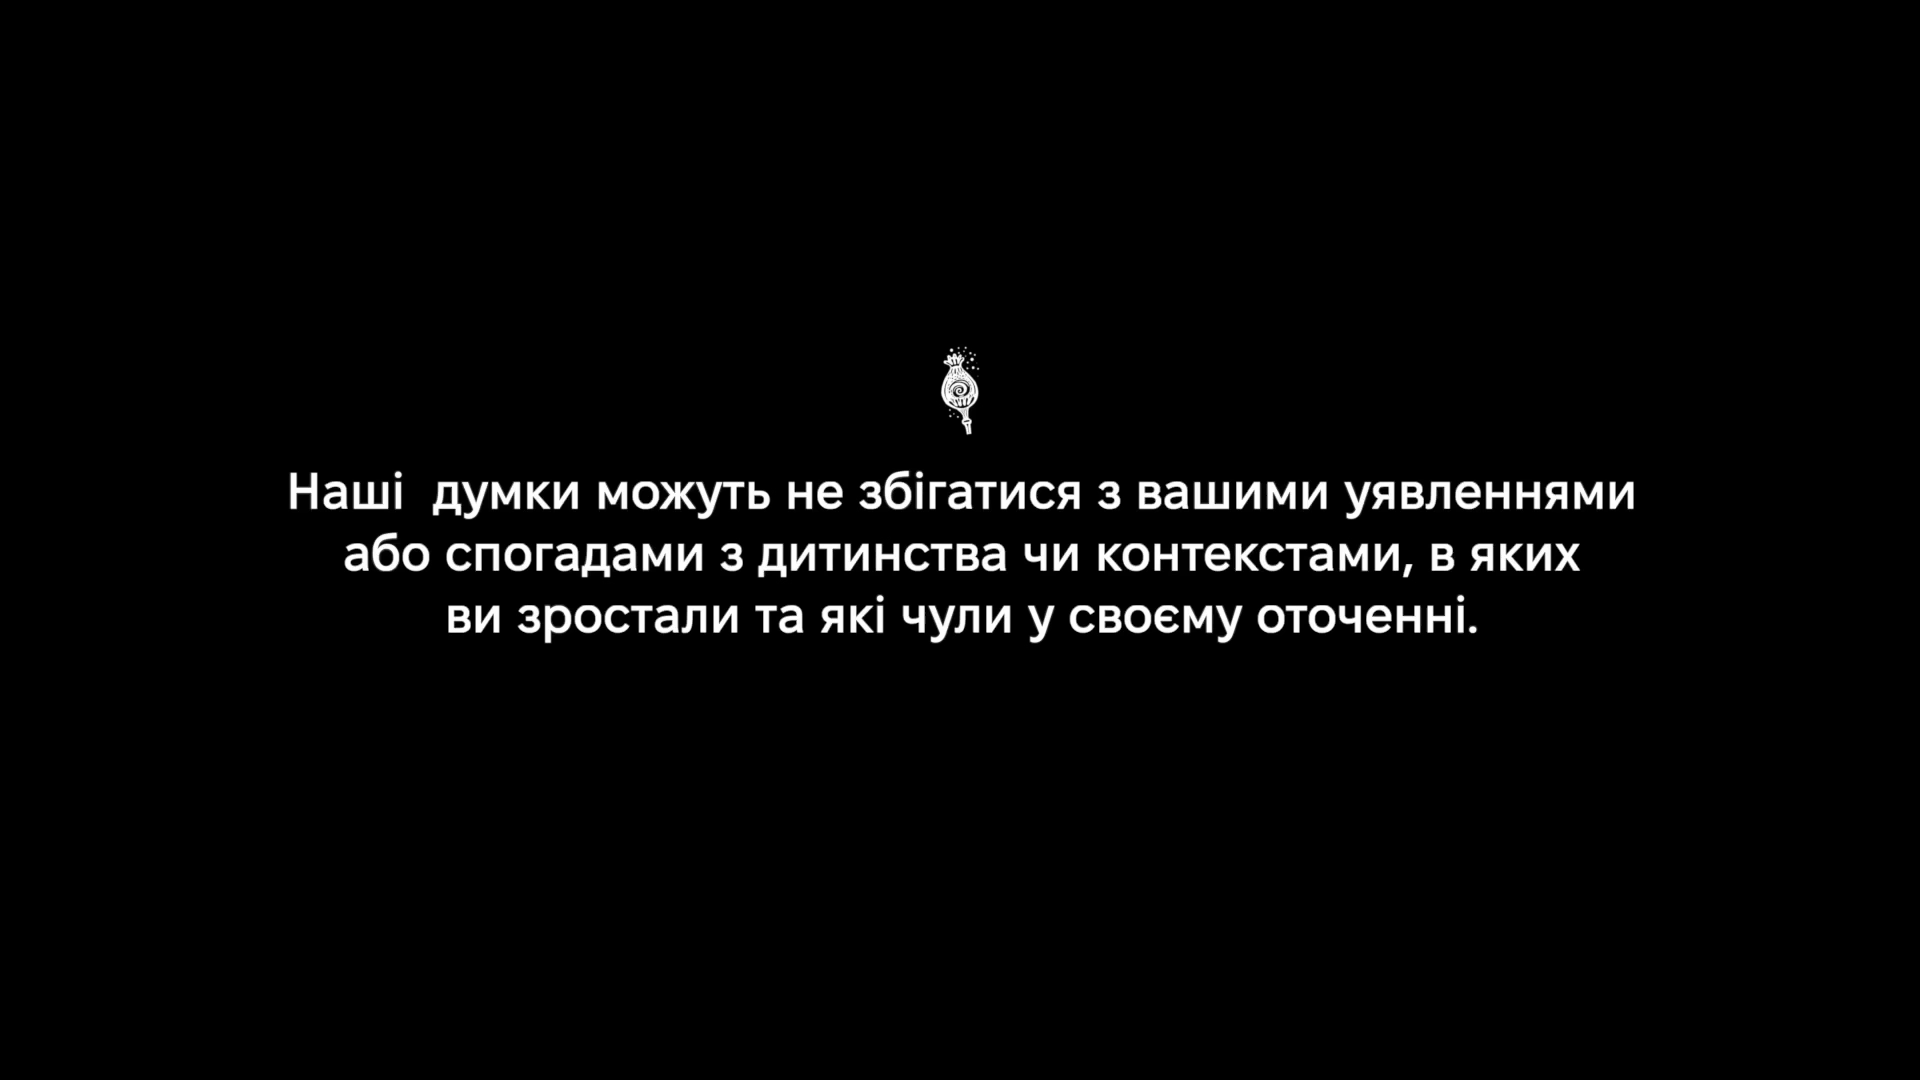 Наші  думки можуть не збігатися з вашими уявленнями
або спогадами з дитинства чи контекстами, в яких
ви зростали та які чули у своєму оточенні.